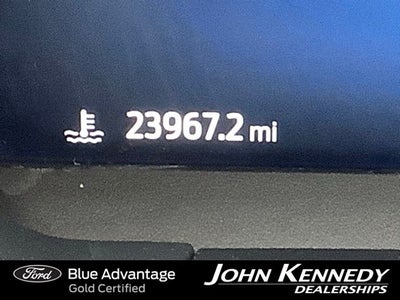 23967.2 mi
Ford
Blue Advantage
Gold Certified
JOHN KENNEDY
DEALERSHIPS